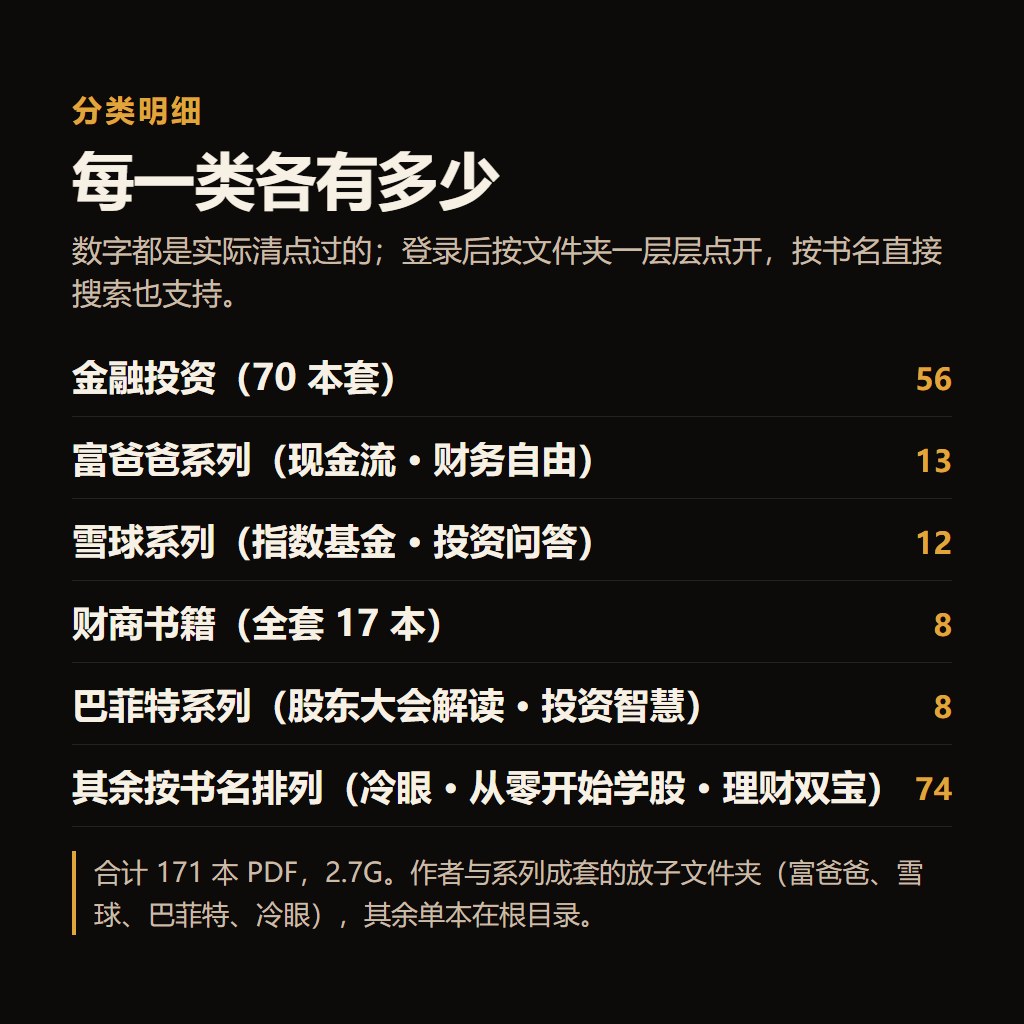 分类明细
每一类各有多少
数字都是实际清点过的；登录后按文件夹一层层点开，按书名直接
搜索也支持。
金融投资（70 本套） 56
富爸爸系列（现金流·财务自由） 13
雪球系列（指数基金·投资问答） 12
财商书籍（全套 17 本） 8
巴菲特系列（股东大会解读·投资智慧） 8
其余按书名排列（冷眼·从零开始学股·理财双宝） 74
合计 171 本 PDF，2.7G。作者与系列成套的放子文件夹（富爸爸、雪
球、巴菲特、冷眼），其余单本在根目录。